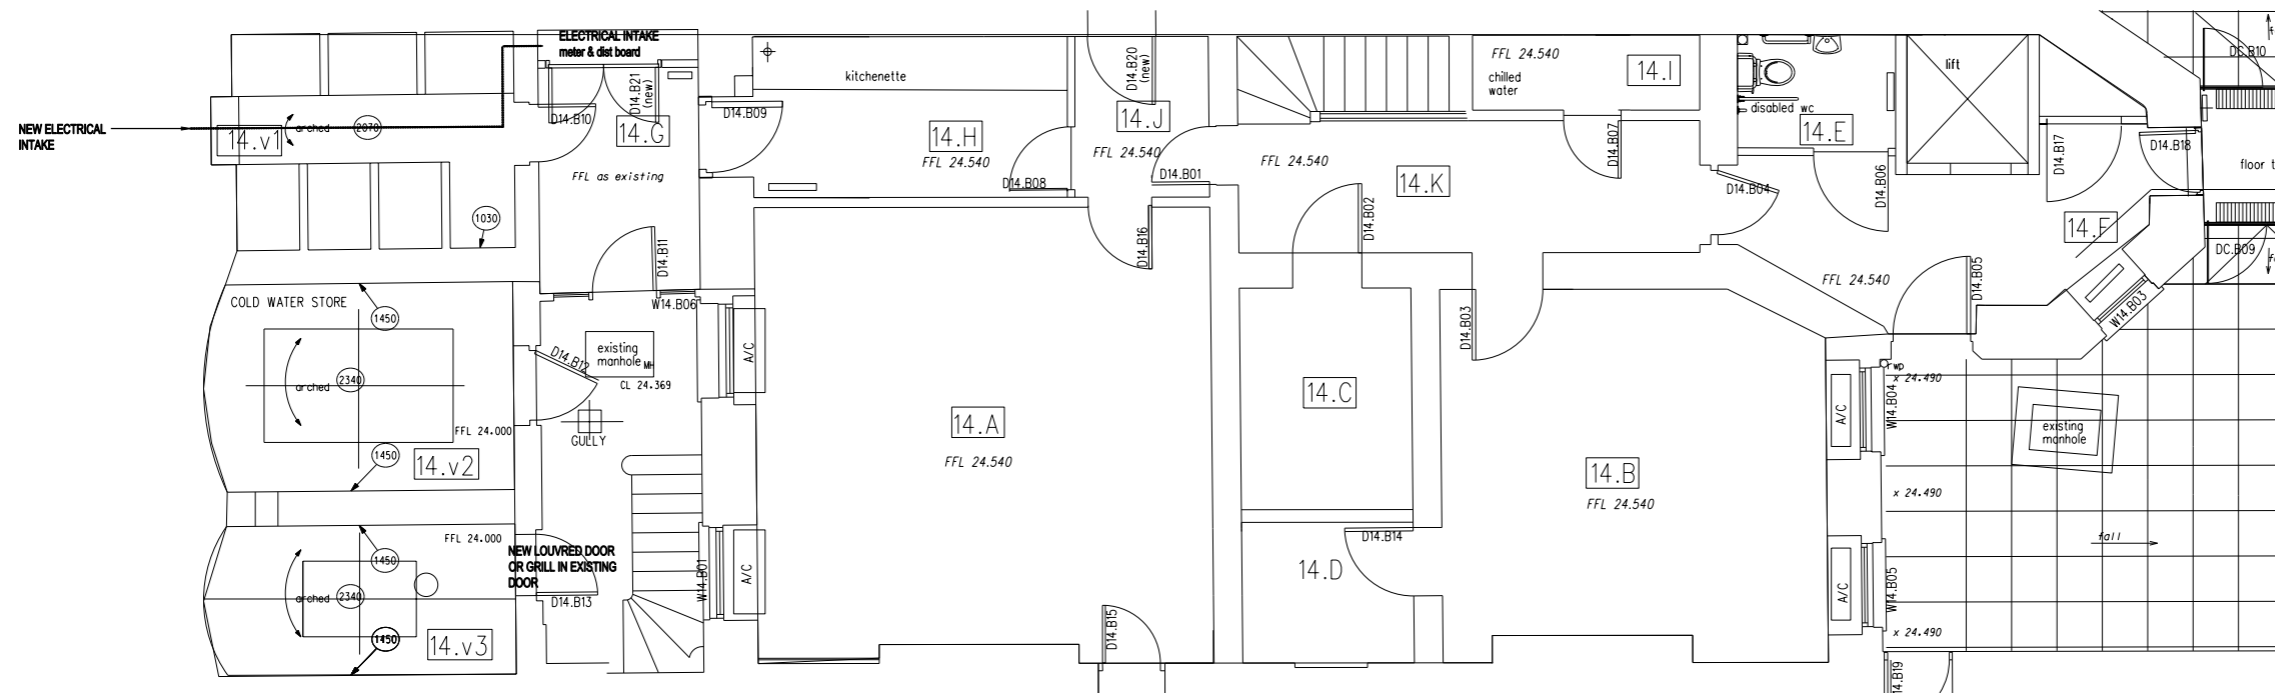 ELECTRICAL INTAKE
meter & dist board
NEW ELECTRICAL
INTAKE
14.v1
arched
2070
D14.B10
D14.B21
(new)
14.G
FFL as existing
D14.B09
kitchenette
14.H
FFL 24.540
D14.B08
D14.B20
(new)
14.J
FFL 24.540
D14.B01
FFL 24.540
14.K
D14.B02
FFL 24.540
chilled
water
14.I
D14.B07
D14.B04
disabled wc
14.E
D14.B06
lift
D14.B17
D14.B18
DC.B10
floor t
14.F
DC.B09
FFL 24.540
D14.B05
W14.B03
1030
D14.B11
D14.B16
COLD WATER STORE
1450
arched
2340
1450
FFL 24.000
14.v2
W14.B06
existing
manhole
MH
CL 24.369
D14.B12
GULLY
A/C
14.A
FFL 24.540
14.C
D14.B03
14.B
FFL 24.540
rwp
x 24.490
A/C
W14.B04
existing
manhole
x 24.490
fall
FFL 24.000
1450
arched
2340
1450
14.v3
NEW LOUVRED DOOR
OR GRILL IN EXISTING
DOOR
D14.B13
W14.B01
A/C
D14.B15
14.D
D14.B14
A/C
W14.B05
x 24.490
14.B19